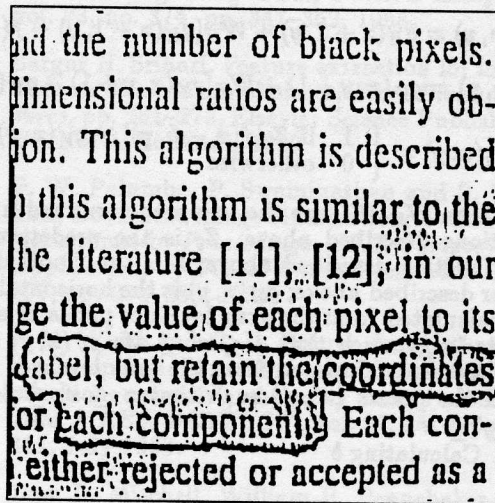 nd the number of black pixels.
dimensional ratios are easily ob-
ion. This algorithm is described
h this algorithm is similar to the
he literature [11], [12], in our
ge the value of each pixel to its
label, but retain the coordinates
or each component. Each con-
either rejected or accepted as a